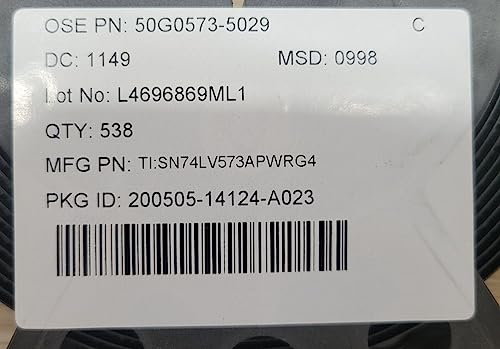 OSE PN: 50G0573-5029 C
DC: 1149 MSD: 0998
Lot No: L4696869ML1
QTY: 538
MFG PN: TI:SN74LV573APWRG4
PKG ID: 200505-14124-A023